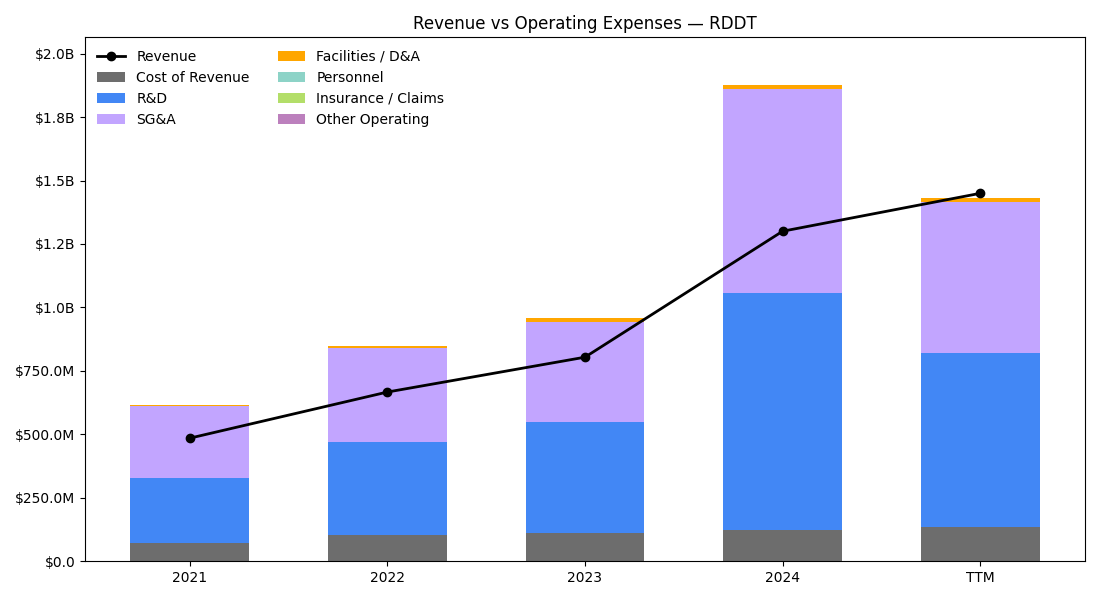 Revenue vs Operating Expenses — RDDT
Revenue
Cost of Revenue
R&D
SG&A
Facilities / D&A
Personnel
Insurance / Claims
Other Operating
$2.0B
$1.8B
$1.5B
$1.2B
$1.0B
$750.0M
$500.0M
$250.0M
$0.0
2021
2022
2023
2024
TTM